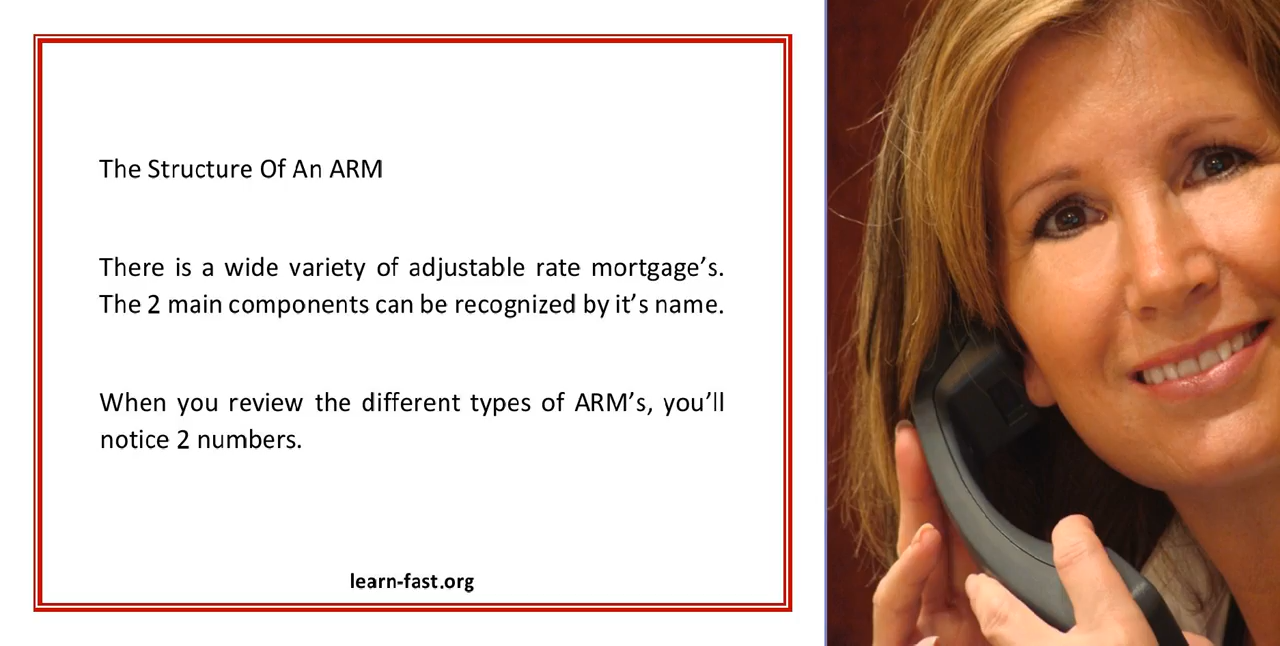 The Structure Of An ARM
There is a wide variety of adjustable rate mortgage’s.
The 2 main components can be recognized by it’s name.
When you review the different types of ARM’s, you’ll
notice 2 numbers.
learn-fast.org